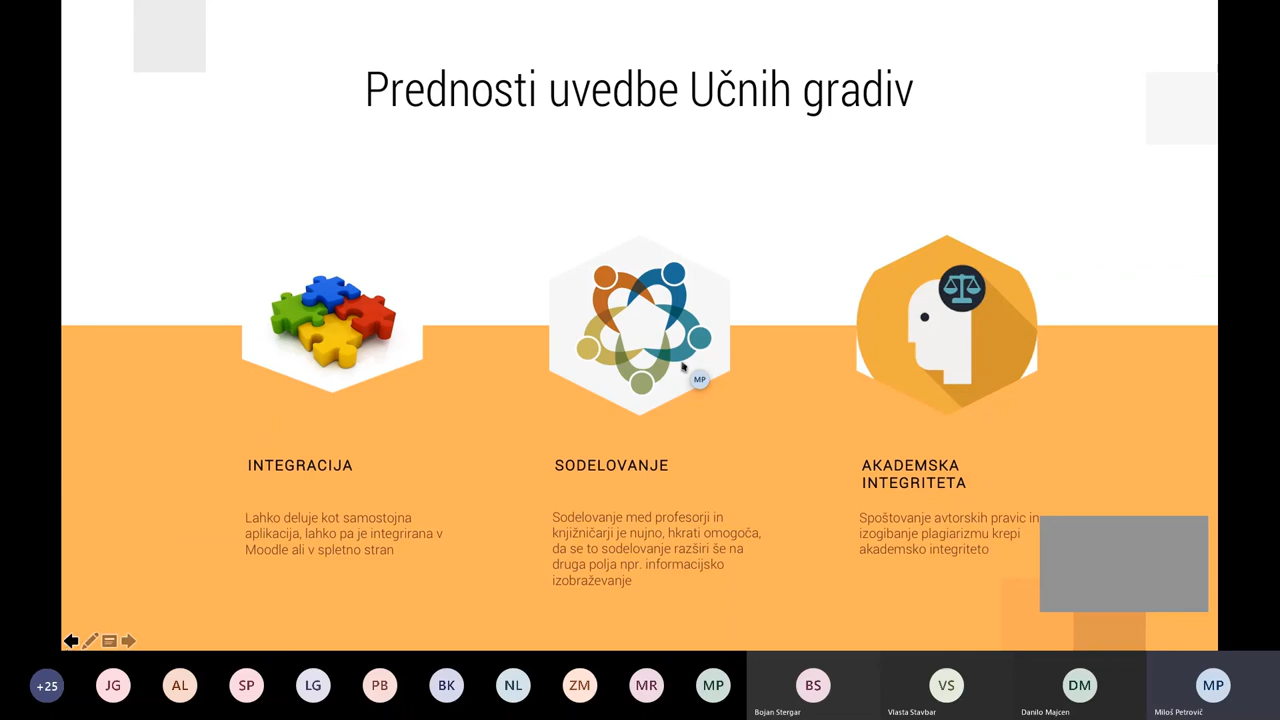 Prednosti uvedbe Učnih gradiv
MP
INTEGRACIJA
Lahko deluje kot samostojna
aplikacija, lahko pa je integrirana v
Moodle ali v spletno stran
SODELOVANJE
Sodelovanje med profesorji in
knjižničarji je nujno, hkrati omogoča,
da se to sodelovanje razširi še na
druga polja npr. informacijsko
izobraževanje
AKADEMSKA
INTEGRITETA
Spoštovanje avtorskih pravic in
izogibanje plagiarizmu krepi
akademsko integriteto
+25
JG
AL
SP
LG
PB
BK
NL
ZM
MR
MP
BS
Bojan Stergar
VS
Vlasta Stavbar
DM
Danilo Majcen
MP
Miloš Petrovič